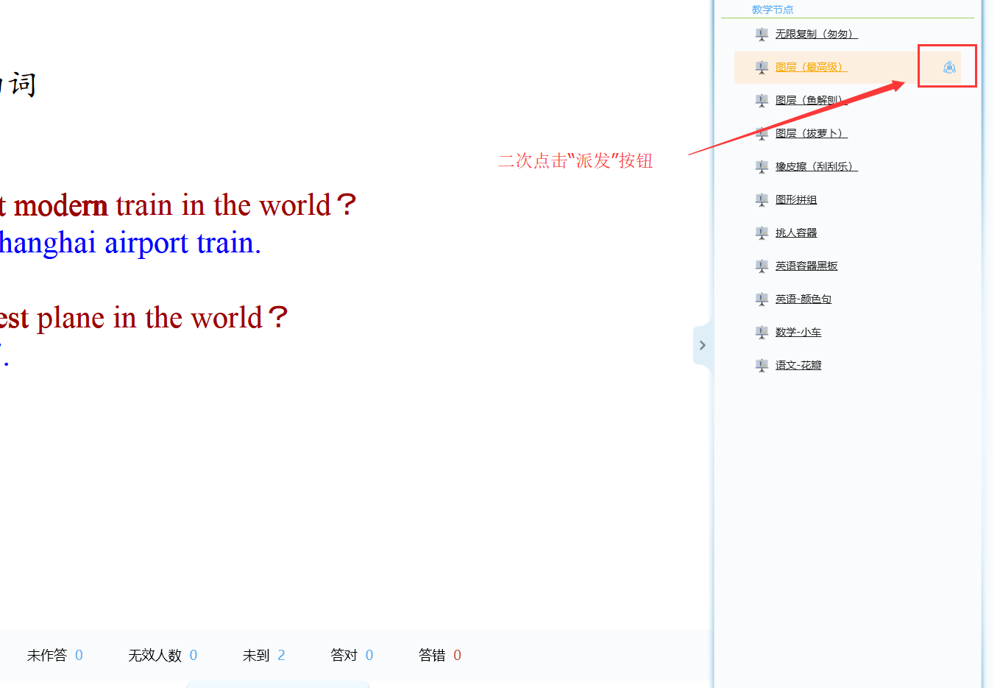 词
t modern train in the world？
hanghai airport train.
est plane in the world？
.
二次点击“派发”按钮
未作答 0 无效人数 0 未到 2 答对 0 答错 0
教学节点
无限复制（匆匆）
图层（最高级）
图层（鱼解刨）
图层（拔萝卜）
橡皮擦（刮刮乐）
图形拼组
挑人容器
英语容器黑板
英语-颜色句
数学-小车
语文-花瓣